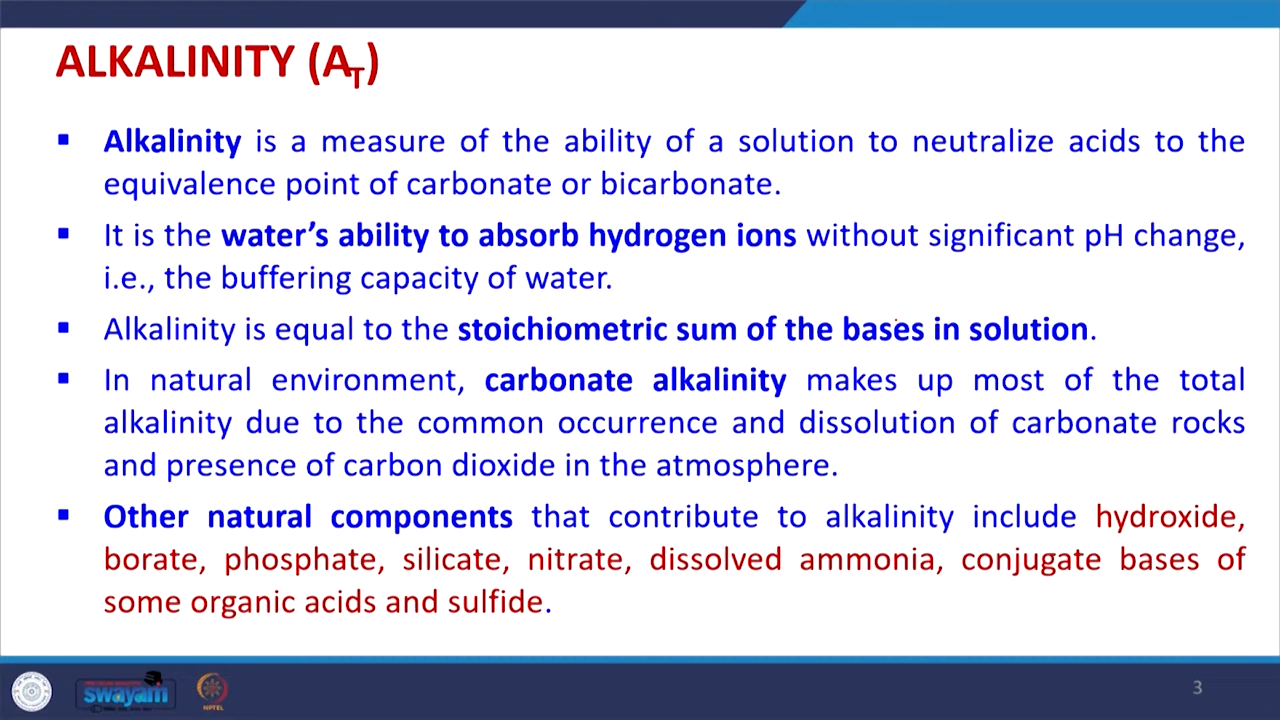 ALKALINITY (AT)
▪ Alkalinity is a measure of the ability of a solution to neutralize acids to the
equivalence point of carbonate or bicarbonate.
▪ It is the water’s ability to absorb hydrogen ions without significant pH change,
i.e., the buffering capacity of water.
▪ Alkalinity is equal to the stoichiometric sum of the bases in solution.
▪ In natural environment, carbonate alkalinity makes up most of the total
alkalinity due to the common occurrence and dissolution of carbonate rocks
and presence of carbon dioxide in the atmosphere.
▪ Other natural components that contribute to alkalinity include hydroxide,
borate, phosphate, silicate, nitrate, dissolved ammonia, conjugate bases of
some organic acids and sulfide.
swayam
NPTEL
3